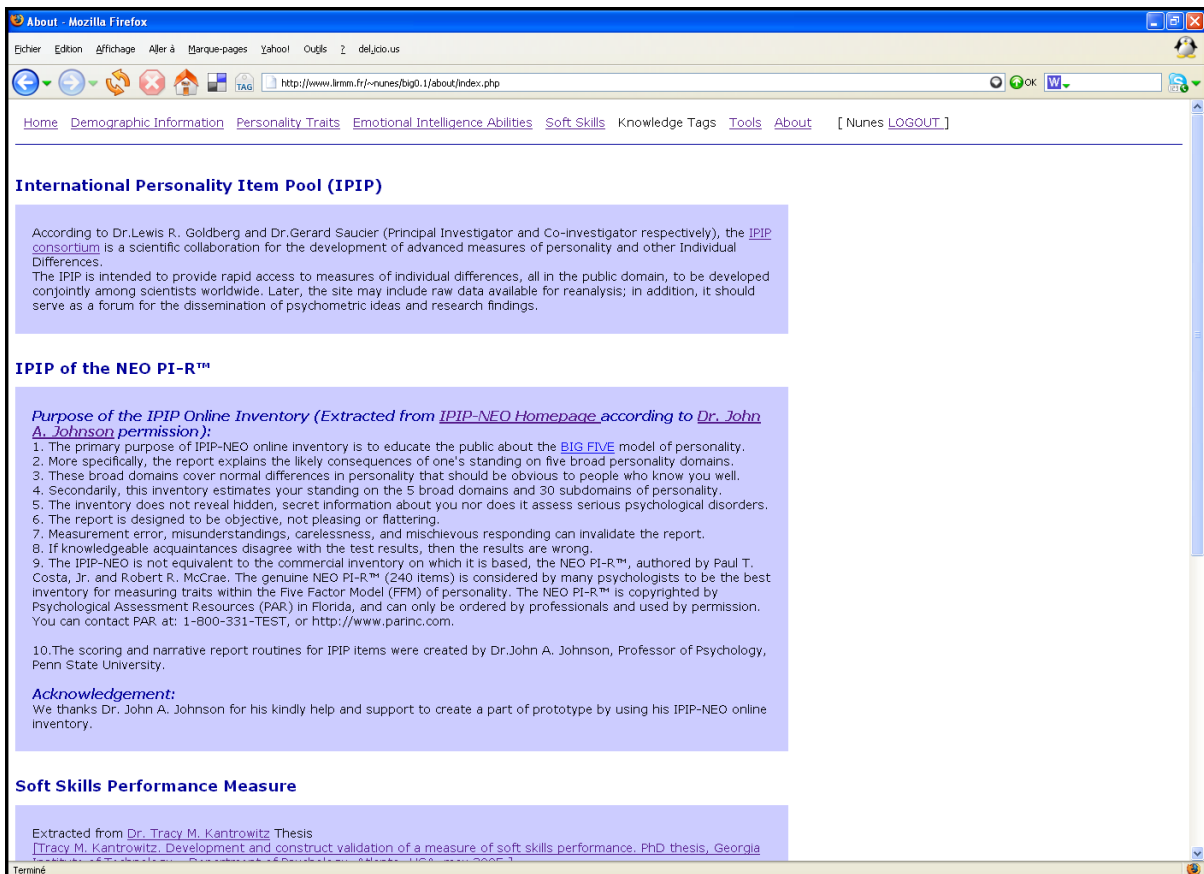 About - Mozilla Firefox
Fichier Edition Affichage Aller à Marque-pages Yahoo! Outils ? del.icio.us
TAG http://www.lirmm.fr/~nunes/big0.1/about/index.php OK W
Home Demographic Information Personality Traits Emotional Intelligence Abilities Soft Skills Knowledge Tags Tools About [ Nunes LOGOUT ]
International Personality Item Pool (IPIP)
According to Dr.Lewis R. Goldberg and Dr.Gerard Saucier (Principal Investigator and Co-investigator respectively), the IPIP
consortium is a scientific collaboration for the development of advanced measures of personality and other Individual
Differences.
The IPIP is intended to provide rapid access to measures of individual differences, all in the public domain, to be developed
conjointly among scientists worldwide. Later, the site may include raw data available for reanalysis; in addition, it should
serve as a forum for the dissemination of psychometric ideas and research findings.
IPIP of the NEO PI-R™
Purpose of the IPIP Online Inventory (Extracted from IPIP-NEO Homepage according to Dr. John
A. Johnson permission):
1. The primary purpose of IPIP-NEO online inventory is to educate the public about the BIG FIVE model of personality.
2. More specifically, the report explains the likely consequences of one's standing on five broad personality domains.
3. These broad domains cover normal differences in personality that should be obvious to people who know you well.
4. Secondarily, this inventory estimates your standing on the 5 broad domains and 30 subdomains of personality.
5. The inventory does not reveal hidden, secret information about you nor does it assess serious psychological disorders.
6. The report is designed to be objective, not pleasing or flattering.
7. Measurement error, misunderstandings, carelessness, and mischievous responding can invalidate the report.
8. If knowledgeable acquaintances disagree with the test results, then the results are wrong.
9. The IPIP-NEO is not equivalent to the commercial inventory on which it is based, the NEO PI-R™, authored by Paul T.
Costa, Jr. and Robert R. McCrae. The genuine NEO PI-R™ (240 items) is considered by many psychologists to be the best
inventory for measuring traits within the Five Factor Model (FFM) of personality. The NEO PI-R™ is copyrighted by
Psychological Assessment Resources (PAR) in Florida, and can only be ordered by professionals and used by permission.
You can contact PAR at: 1-800-331-TEST, or http://www.parinc.com.
10.The scoring and narrative report routines for IPIP items were created by Dr.John A. Johnson, Professor of Psychology,
Penn State University.
Acknowledgement:
We thanks Dr. John A. Johnson for his kindly help and support to create a part of prototype by using his IPIP-NEO online
inventory.
Soft Skills Performance Measure
Extracted from Dr. Tracy M. Kantrowitz Thesis
[Tracy M. Kantrowitz. Development and construct validation of a measure of soft skills performance. PhD thesis, Georgia
Institute of Technology - Department of Psychology, Atlanta, USA, may 2005.]
Terminé